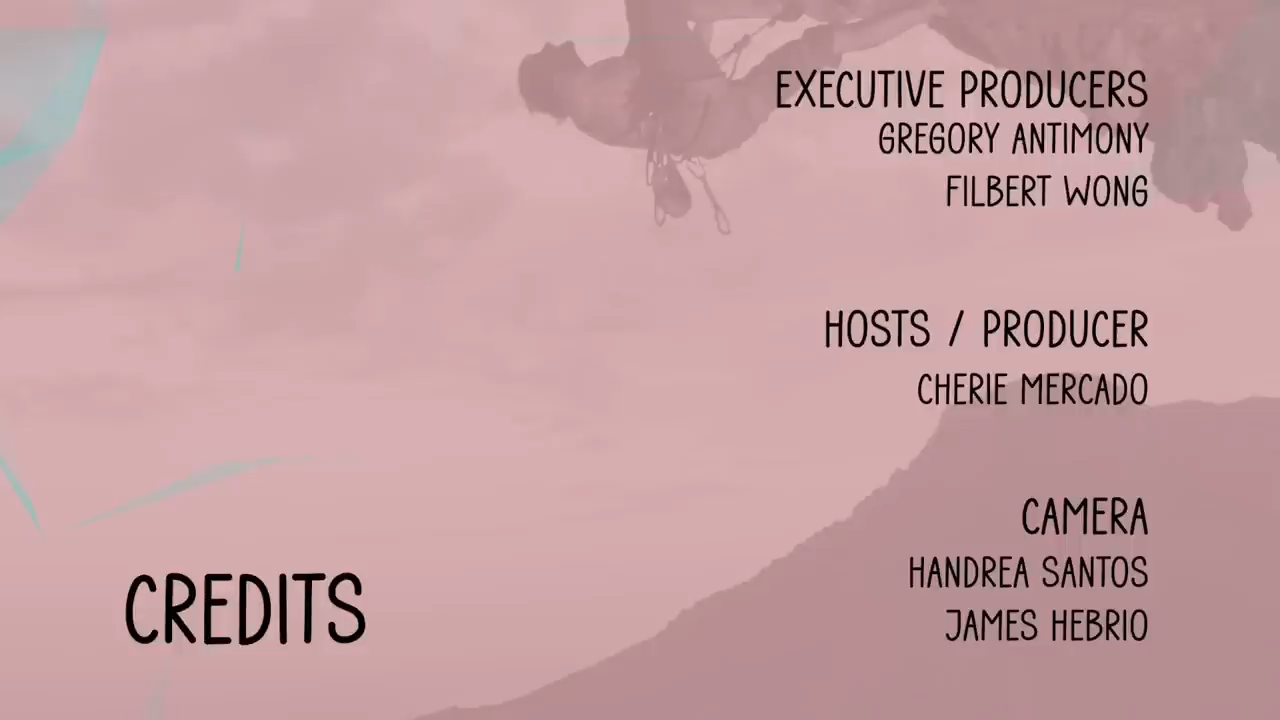 EXECUTIVE PRODUCERS
GREGORY ANTIMONY
FILBERT WONG
HOSTS / PRODUCER
CHERIE MERCADO
CAMERA
HANDREA SANTOS
JAMES HEBRIO
CREDITS